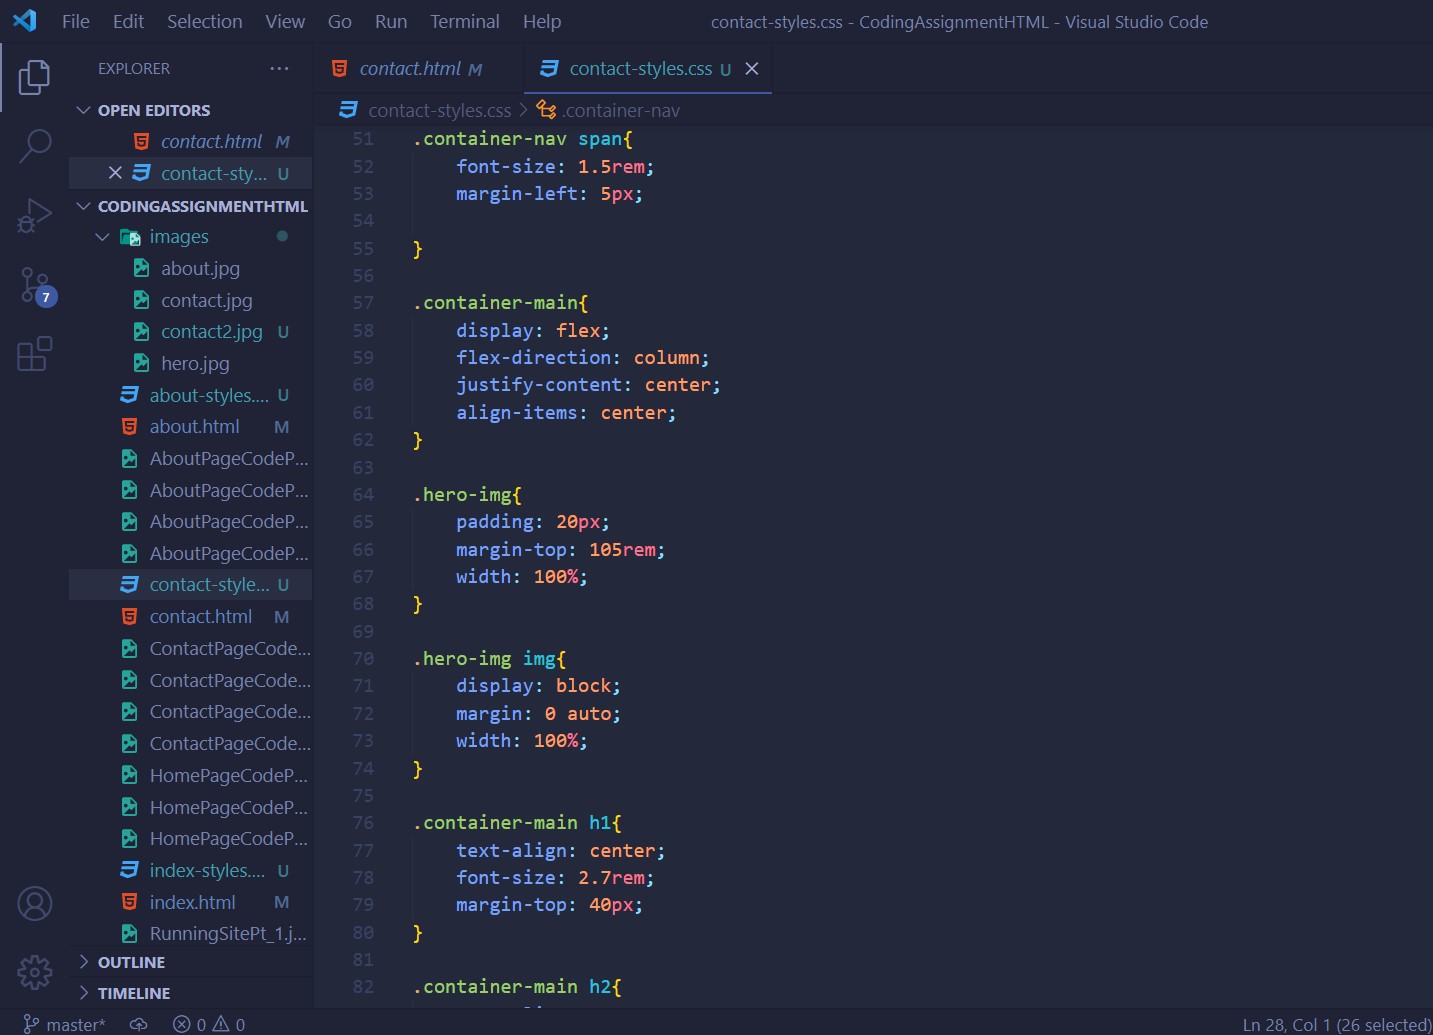 File Edit Selection View Go Run Terminal Help contact-styles.css - CodingAssignmentHTML - Visual Studio Code
EXPLORER ···
OPEN EDITORS
contact.html M
contact-sty... U
CODINGASSIGNMENTHTML
images
about.jpg
contact.jpg
contact2.jpg U
hero.jpg
about-styles.... U
about.html M
AboutPageCodeP...
AboutPageCodeP...
AboutPageCodeP...
AboutPageCodeP...
contact-style... U
contact.html M
ContactPageCode...
ContactPageCode...
ContactPageCode...
ContactPageCode...
HomePageCodeP...
HomePageCodeP...
HomePageCodeP...
index-styles.... U
index.html M
RunningSitePt_1.j...
OUTLINE
TIMELINE
7
contact.html M contact-styles.css U
contact-styles.css > .container-nav
51 .container-nav span{
52 font-size: 1.5rem;
53 margin-left: 5px;
54
55 }
56
57 .container-main{
58 display: flex;
59 flex-direction: column;
60 justify-content: center;
61 align-items: center;
62 }
63
64 .hero-img{
65 padding: 20px;
66 margin-top: 105rem;
67 width: 100%;
68 }
69
70 .hero-img img{
71 display: block;
72 margin: 0 auto;
73 width: 100%;
74 }
75
76 .container-main h1{
77 text-align: center;
78 font-size: 2.7rem;
79 margin-top: 40px;
80 }
81
82 .container-main h2{
master* 0 0 Ln 28, Col 1 (26 selected)